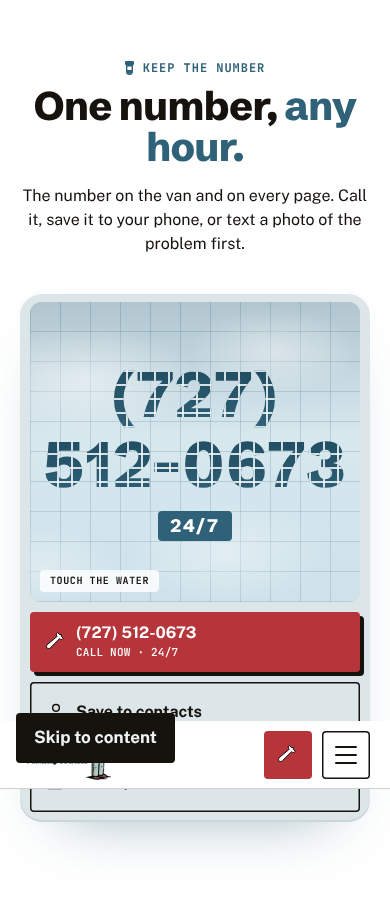 KEEP THE NUMBER
One number, any
hour.
The number on the van and on every page. Call
it, save it to your phone, or text a photo of the
problem first.
(727)
512-0673
24/7
TOUCH THE WATER
(727) 512-0673
CALL NOW · 24/7
Save to contacts
Skip to content